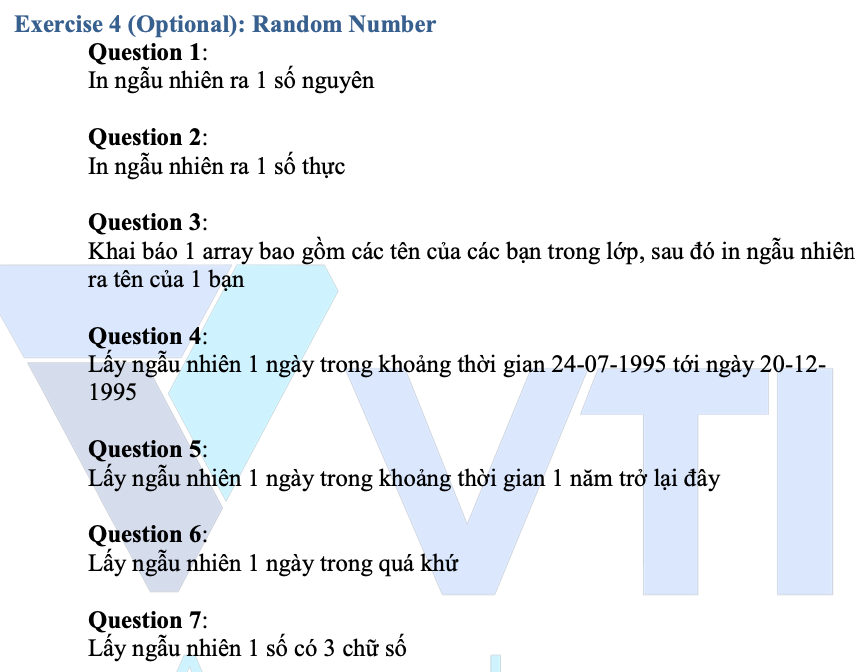 Exercise 4 (Optional): Random Number
Question 1:
In ngẫu nhiên ra 1 số nguyên
Question 2:
In ngẫu nhiên ra 1 số thực
Question 3:
Khai báo 1 array bao gồm các tên của các bạn trong lớp, sau đó in ngẫu nhiên
ra tên của 1 bạn
Question 4:
Lấy ngẫu nhiên 1 ngày trong khoảng thời gian 24-07-1995 tới ngày 20-12-
1995
Question 5:
Lấy ngẫu nhiên 1 ngày trong khoảng thời gian 1 năm trở lại đây
Question 6:
Lấy ngẫu nhiên 1 ngày trong quá khứ
Question 7:
Lấy ngẫu nhiên 1 số có 3 chữ số
VTI